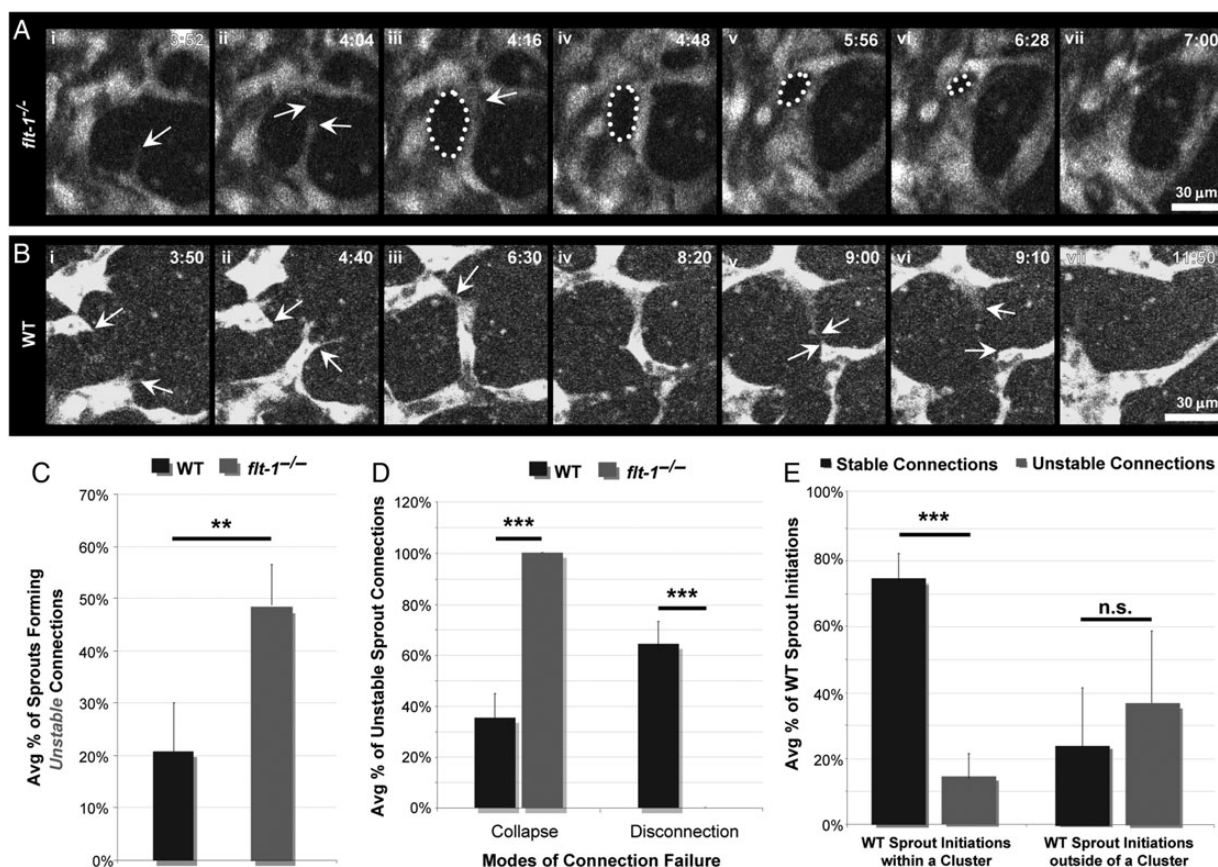 A
i 3:52 ii 4:04 iii 4:16 iv 4:48 v 5:56 vi 6:28 vii 7:00
flt-1-/-
30 µm
B
i 3:50 ii 4:40 iii 6:30 iv 8:20 v 9:00 vi 9:10 vii 11:50
WT
30 µm
C
WT flt-1−/−
Avg % of Sprouts Forming
Unstable Connections
70%
60%
50%
40%
30%
20%
10%
0%
**
D
WT flt-1−/−
Avg % of Unstable Sprout Connections
120%
100%
80%
60%
40%
20%
0%
***
***
Collapse Disconnection
Modes of Connection Failure
E
Stable Connections Unstable Connections
Avg % of WT Sprout Initiations
100%
80%
60%
40%
20%
0%
***
n.s.
WT Sprout Initiations
within a Cluster
WT Sprout Initiations
outside of a Cluster